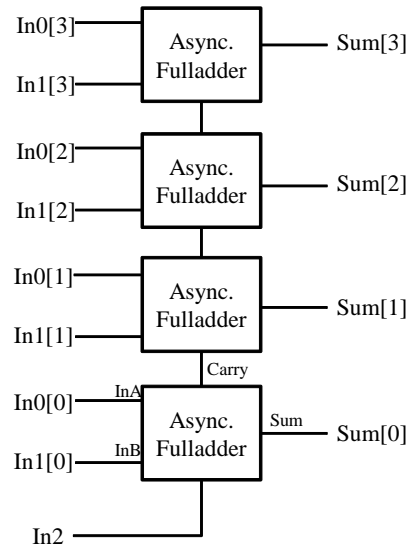 In0[3]
In1[3]
Async.
Fulladder
Sum[3]
In0[2]
In1[2]
Async.
Fulladder
Sum[2]
In0[1]
In1[1]
Async.
Fulladder
Sum[1]
Carry
In0[0]
InA
In1[0]
InB
Async.
Fulladder
Sum
Sum[0]
In2